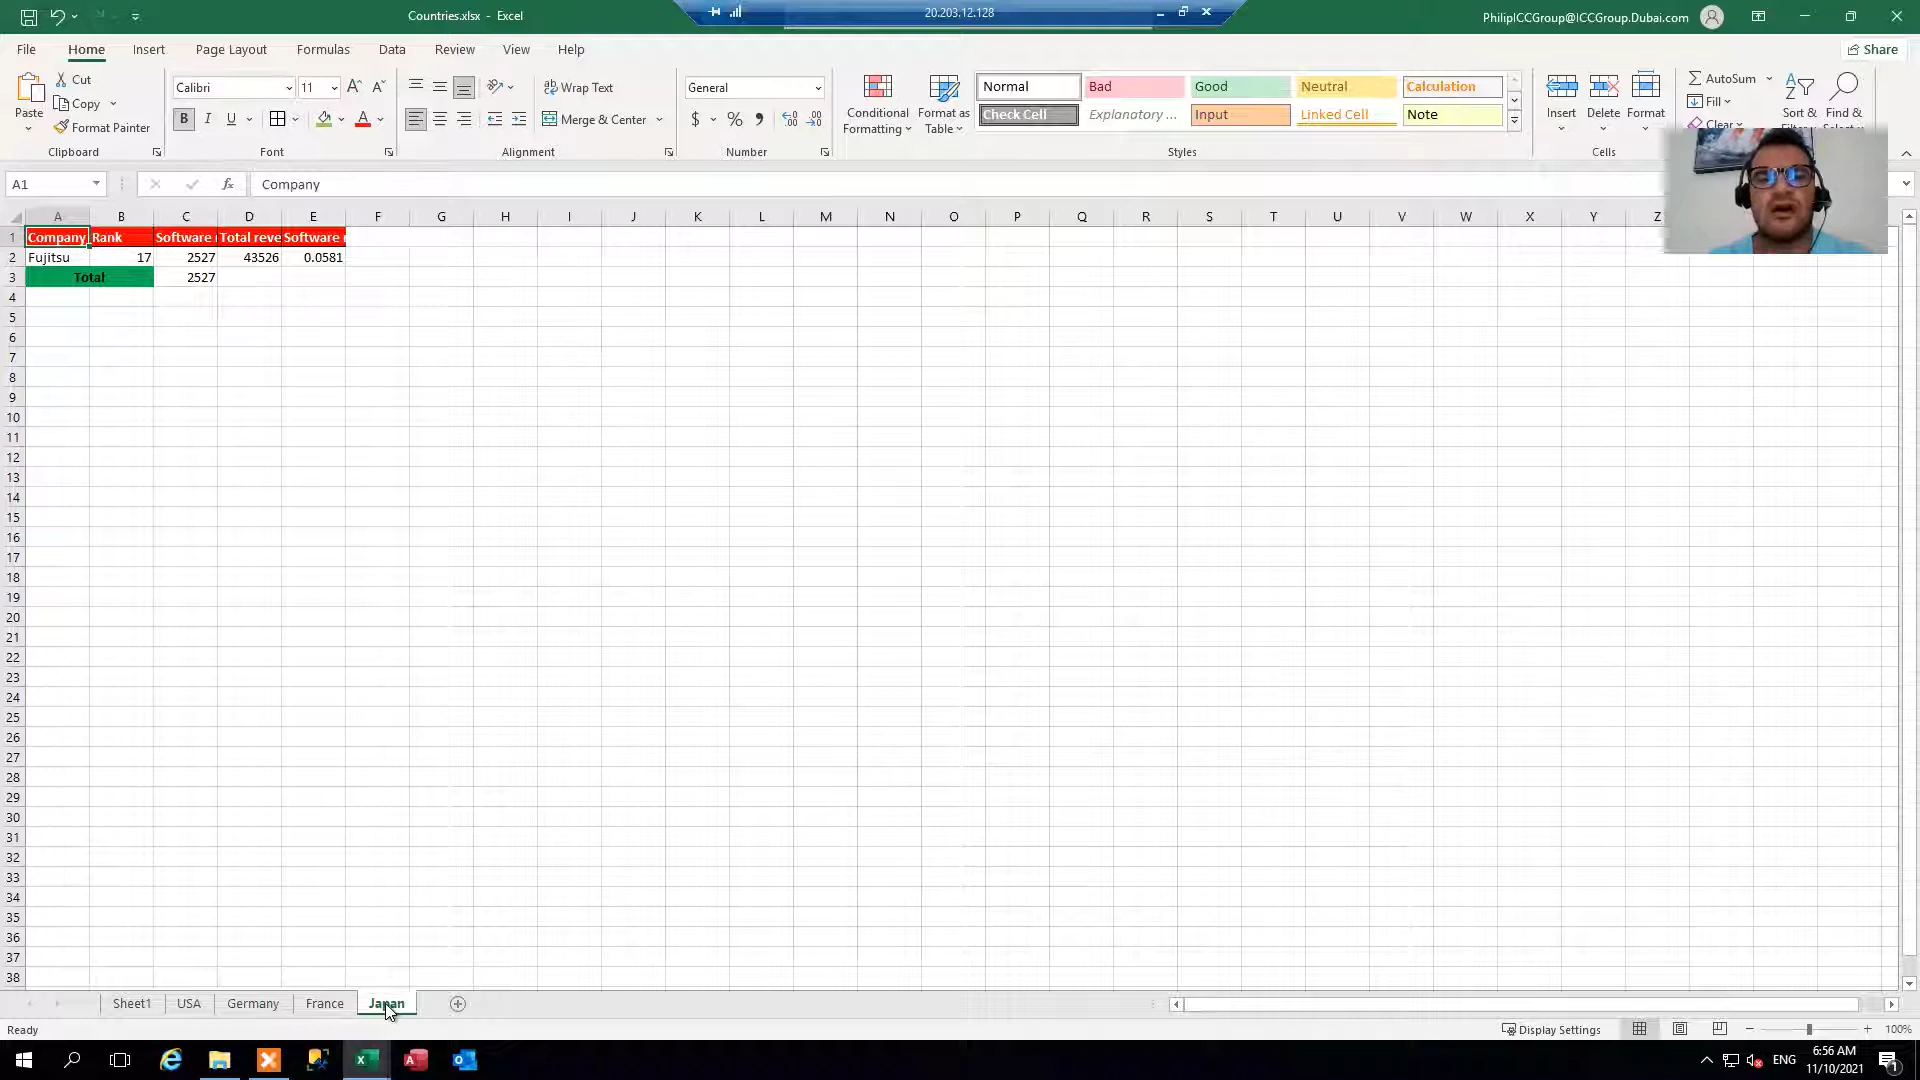 Countries.xlsx - Excel
20.203.12.128
PhilipICCGroup@ICCGroup.Dubai.com
File Home Insert Page Layout Formulas Data Review View Help
Share
Paste
Cut
Copy
Format Painter
Clipboard
Calibri 11
B I U
Font
Wrap Text
Merge & Center
Alignment
General
$ %
Number
Conditional Formatting
Format as Table
Normal Bad Good Neutral Calculation
Check Cell Explanatory ... Input Linked Cell Note
Styles
Insert Delete Format
Cells
AutoSum
Fill
Clear
Sort &
Find &
A1
fx
Company
A B C D E F G H I J K L M N O P Q R S T U V W X Y Z
1 Company Rank Software Total reve Software
2 Fujitsu 17 2527 43526 0.0581
3 Total 2527
4
5
6
7
8
9
10
11
12
13
14
15
16
17
18
19
20
21
22
23
24
25
26
27
28
29
30
31
32
33
34
35
36
37
38
Sheet1 USA Germany France Japan
Ready
Display Settings
100%
ENG
6:56 AM
11/10/2021
1